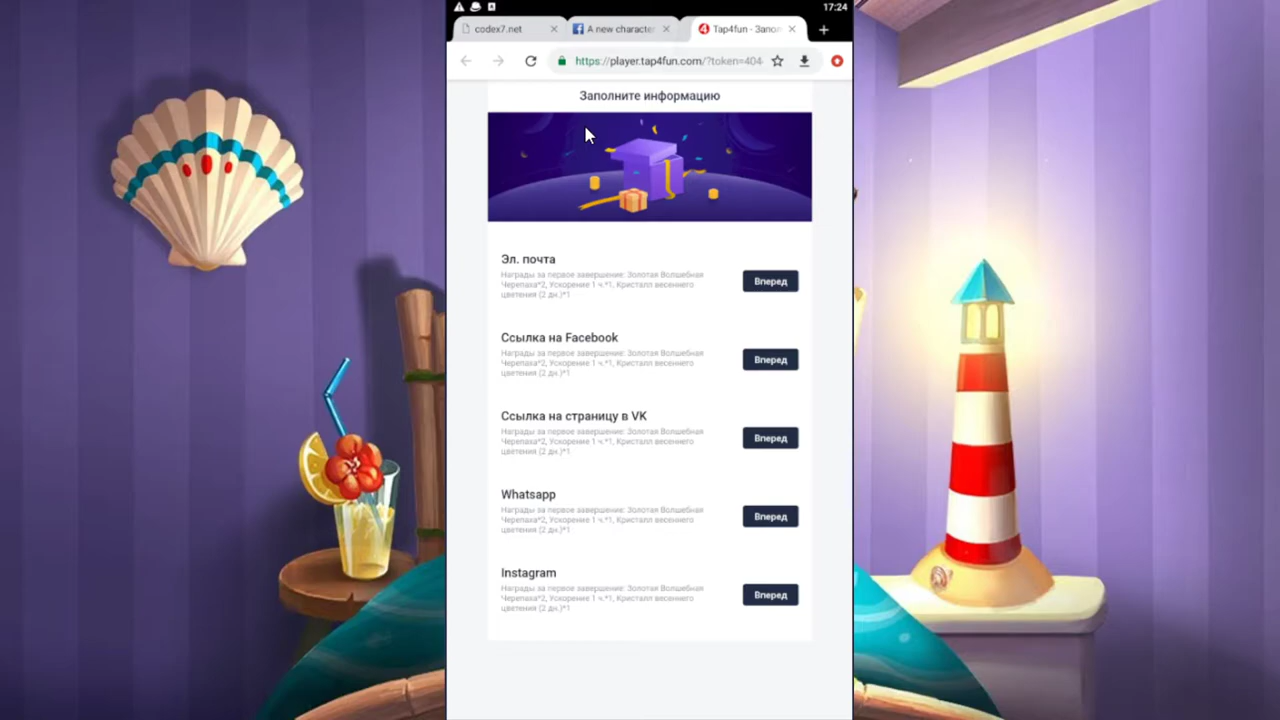 17:24
codex7.net
A new character
Tap4fun - Запо
https://player.tap4fun.com/?token=404
Заполните информацию
Эл. почта
Награды за первое завершение: Золотая Волшебная
Черепаха*2, Ускорение 1 ч.*1, Кристалл весеннего
цветения (2 дн.)*1
Вперед
Ссылка на Facebook
Награды за первое завершение: Золотая Волшебная
Черепаха*2, Ускорение 1 ч.*1, Кристалл весеннего
цветения (2 дн.)*1
Вперед
Ссылка на страницу в VK
Награды за первое завершение: Золотая Волшебная
Черепаха*2, Ускорение 1 ч.*1, Кристалл весеннего
цветения (2 дн.)*1
Вперед
Whatsapp
Награды за первое завершение: Золотая Волшебная
Черепаха*2, Ускорение 1 ч.*1, Кристалл весеннего
цветения (2 дн.)*1
Вперед
Instagram
Награды за первое завершение: Золотая Волшебная
Черепаха*2, Ускорение 1 ч.*1, Кристалл весеннего
цветения (2 дн.)*1
Вперед